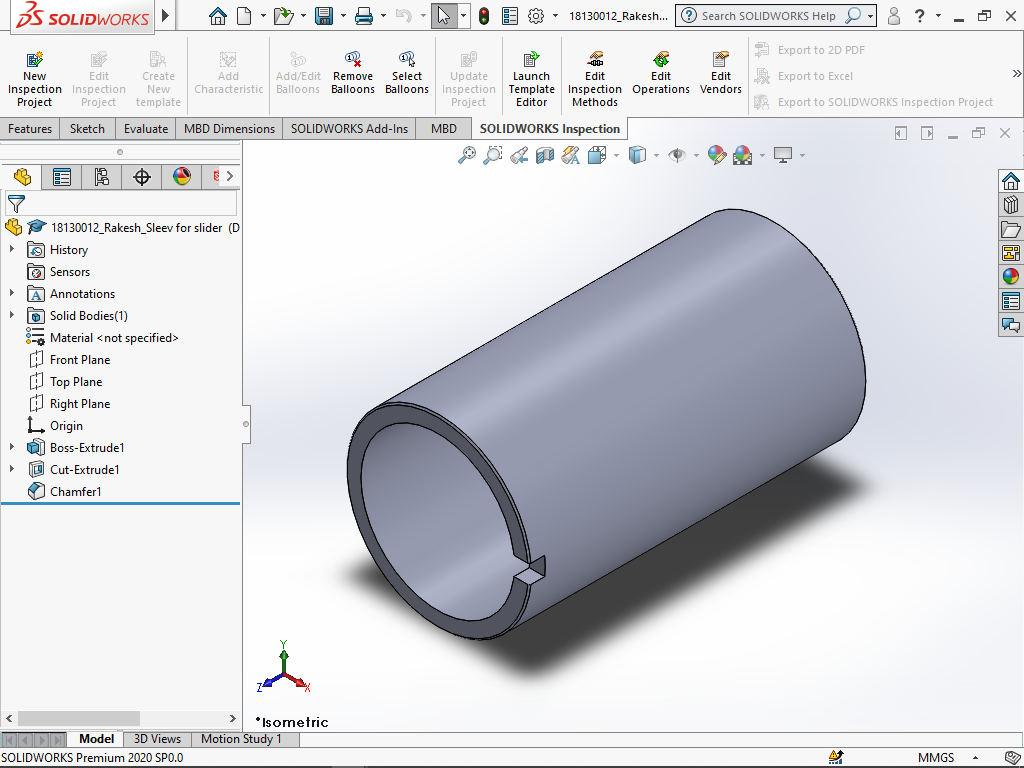 SOLIDWORKS
18130012_Rakesh...
Search SOLIDWORKS Help
?
New Inspection Project
Edit Inspection Project
Create New template
Add Characteristic
Add/Edit Balloons
Remove Balloons
Select Balloons
Update Inspection Project
Launch Template Editor
Edit Inspection Methods
Edit Operations
Edit Vendors
Export to 2D PDF
Export to Excel
Export to SOLIDWORKS Inspection Project
Features
Sketch
Evaluate
MBD Dimensions
SOLIDWORKS Add-Ins
MBD
SOLIDWORKS Inspection
18130012_Rakesh_Sleev for slider (D
History
Sensors
Annotations
Solid Bodies(1)
Material <not specified>
Front Plane
Top Plane
Right Plane
Origin
Boss-Extrude1
Cut-Extrude1
Chamfer1
Y
Z
X
*Isometric
Model
3D Views
Motion Study 1
SOLIDWORKS Premium 2020 SP0.0
MMGS